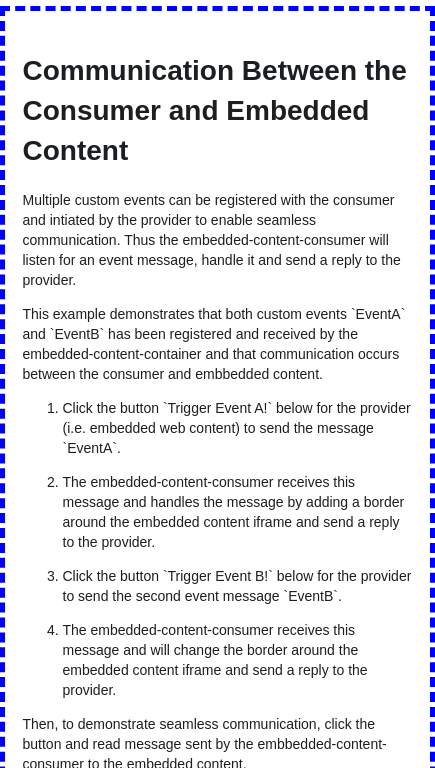 Communication Between the
Consumer and Embedded
Content
Multiple custom events can be registered with the consumer
and intiated by the provider to enable seamless
communication. Thus the embedded-content-consumer will
listen for an event message, handle it and send a reply to the
provider.
This example demonstrates that both custom events `EventA`
and `EventB` has been registered and received by the
embedded-content-container and that communication occurs
between the consumer and embbedded content.
1. Click the button `Trigger Event A!` below for the provider
(i.e. embedded web content) to send the message
`EventA`.
2. The embedded-content-consumer receives this
message and handles the message by adding a border
around the embedded content iframe and send a reply
to the provider.
3. Click the button `Trigger Event B!` below for the provider
to send the second event message `EventB`.
4. The embedded-content-consumer receives this
message and will change the border around the
embedded content iframe and send a reply to the
provider.
Then, to demonstrate seamless communication, click the
button and read message sent by the embbedded-content-
consumer to the embedded content.